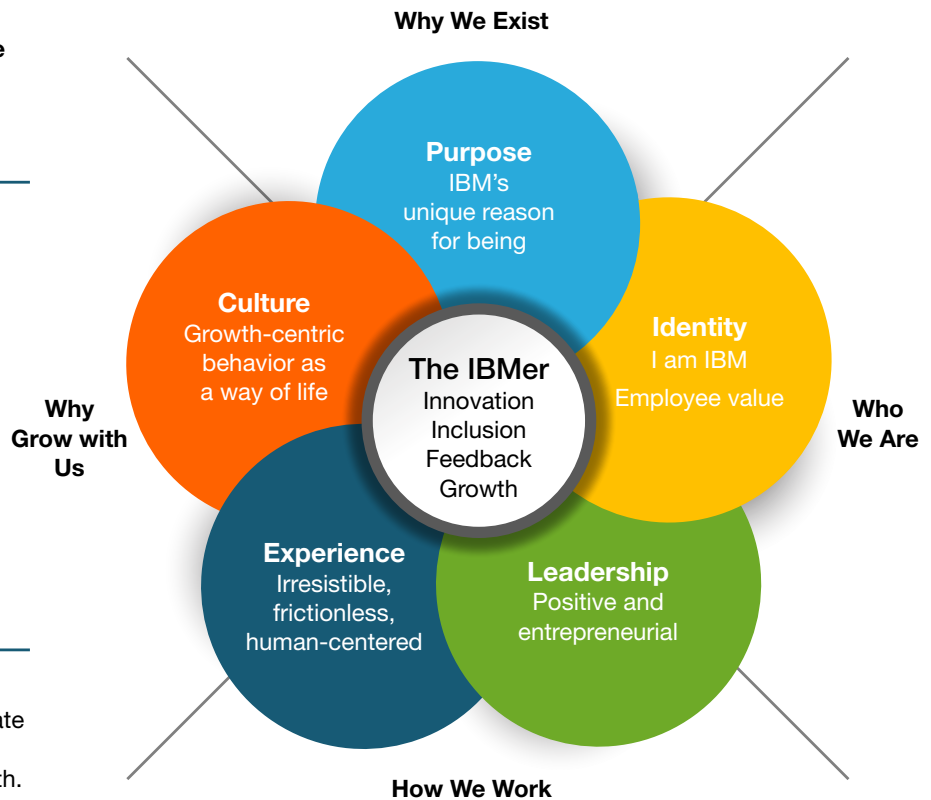 Why We Exist
Purpose
IBM's
unique reason
for being
Culture
Growth-centric
behavior as
a way of life
Identity
I am IBM
Employee value
The IBMer
Innovation
Inclusion
Feedback
Growth
Why
Grow with
Us
Who
We Are
Experience
Irresistible,
frictionless,
human-centered
Leadership
Positive and
entrepreneurial
How We Work